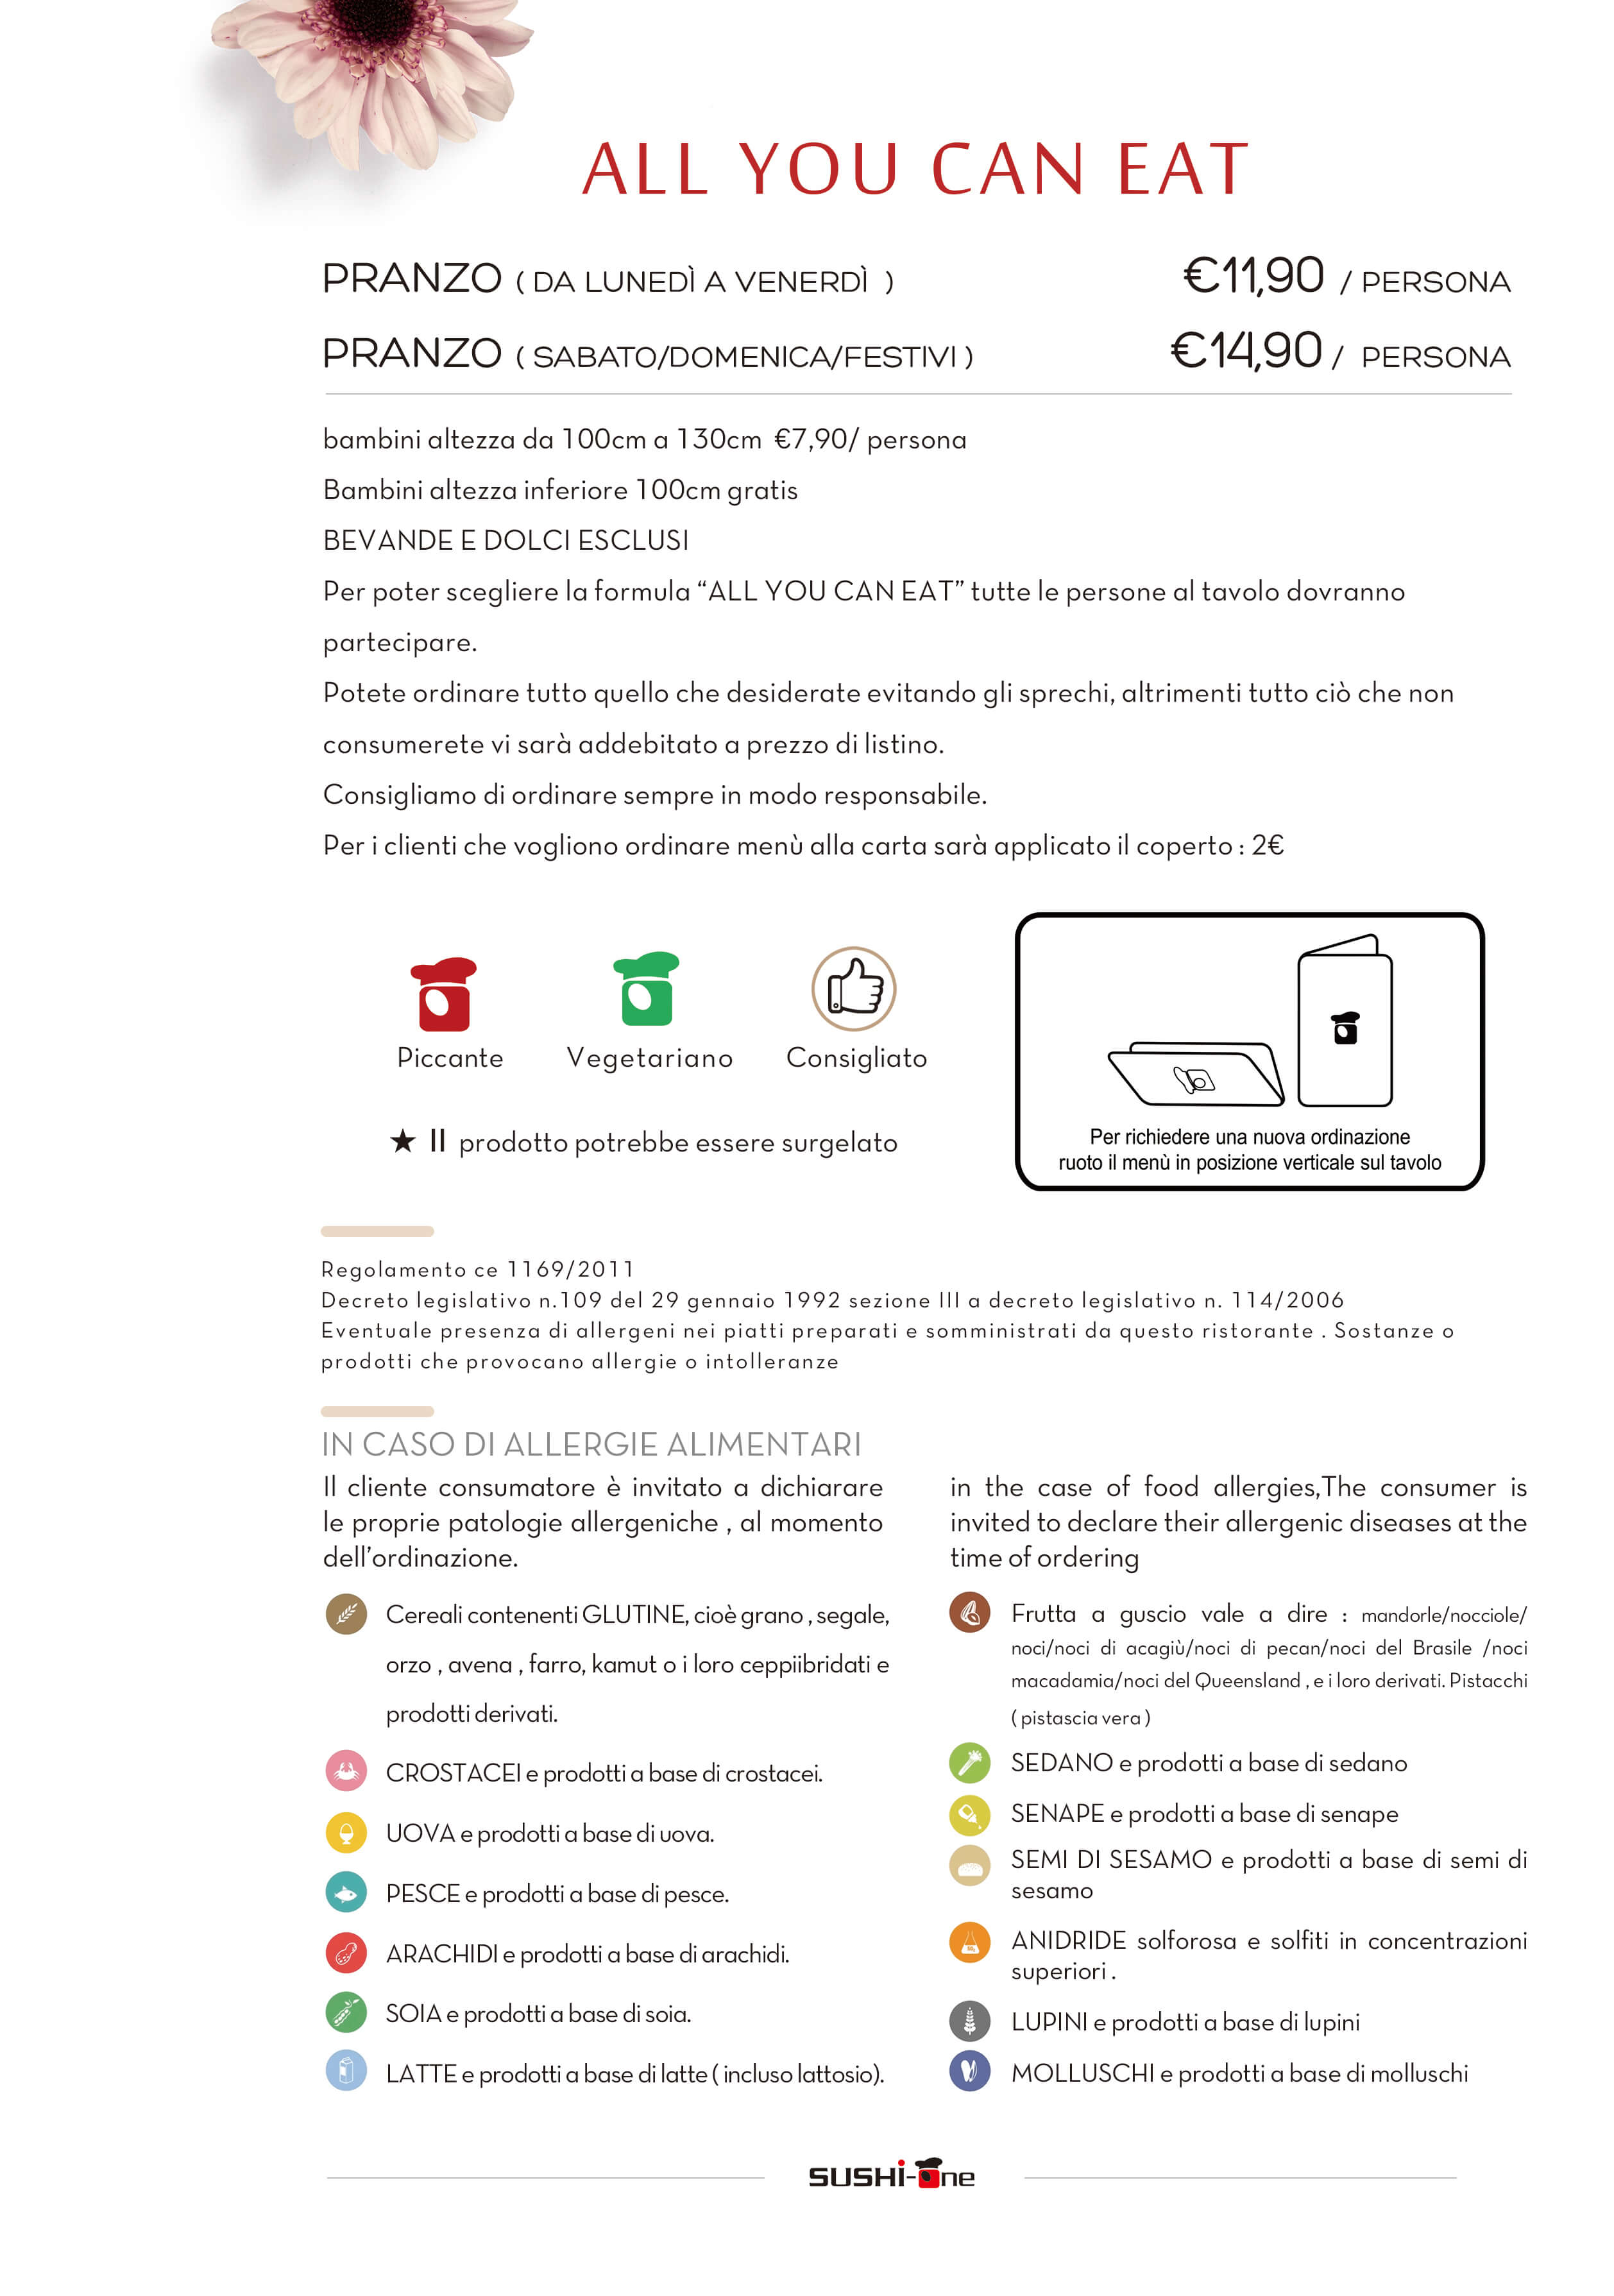 ALL YOU CAN EAT
PRANZO ( DA LUNEDÌ A VENERDÌ ) €11,90 / PERSONA
PRANZO ( SABATO/DOMENICA/FESTIVI ) €14,90 / PERSONA
bambini altezza da 100cm a 130cm €7,90/ persona
Bambini altezza inferiore 100cm gratis
BEVANDE E DOLCI ESCLUSI
Per poter scegliere la formula “ALL YOU CAN EAT” tutte le persone al tavolo dovranno
partecipare.
Potete ordinare tutto quello che desiderate evitando gli sprechi, altrimenti tutto ciò che non
consumerete vi sarà addebitato a prezzo di listino.
Consigliamo di ordinare sempre in modo responsabile.
Per i clienti che vogliono ordinare menù alla carta sarà applicato il coperto : 2€
Piccante Vegetariano Consigliato
★ Il prodotto potrebbe essere surgelato
Per richiedere una nuova ordinazione
ruoto il menù in posizione verticale sul tavolo
Regolamento ce 1169/2011
Decreto legislativo n.109 del 29 gennaio 1992 sezione III a decreto legislativo n. 114/2006
Eventuale presenza di allergeni nei piatti preparati e somministrati da questo ristorante . Sostanze o
prodotti che provocano allergie o intolleranze
IN CASO DI ALLERGIE ALIMENTARI
Il cliente consumatore è invitato a dichiarare
le proprie patologie allergeniche , al momento
dell’ordinazione.
Cereali contenenti GLUTINE, cioè grano , segale,
orzo , avena , farro, kamut o i loro ceppiibridati e
prodotti derivati.
CROSTACEI e prodotti a base di crostacei.
UOVA e prodotti a base di uova.
PESCE e prodotti a base di pesce.
ARACHIDI e prodotti a base di arachidi.
SOIA e prodotti a base di soia.
LATTE e prodotti a base di latte ( incluso lattosio).
in the case of food allergies,The consumer is
invited to declare their allergenic diseases at the
time of ordering
Frutta a guscio vale a dire : mandorle/nocciole/
noci/noci di acagiù/noci di pecan/noci del Brasile /noci
macadamia/noci del Queensland , e i loro derivati. Pistacchi
( pistascia vera )
SEDANO e prodotti a base di sedano
SENAPE e prodotti a base di senape
SEMI DI SESAMO e prodotti a base di semi di
sesamo
ANIDRIDE solforosa e solfiti in concentrazioni
superiori .
LUPINI e prodotti a base di lupini
MOLLUSCHI e prodotti a base di molluschi
SUSHi-One